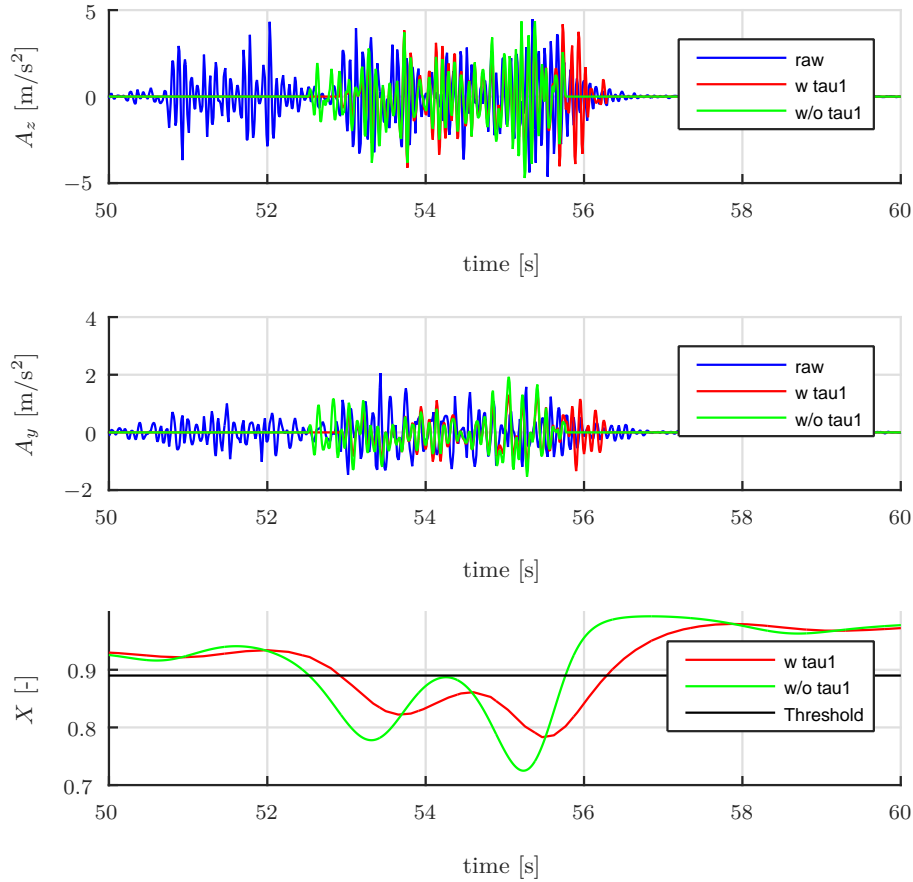 5
0
−5
A_z [m/s²]
raw
w tau1
w/o tau1
50 52 54 56 58 60
time [s]
4
2
0
−2
A_y [m/s²]
raw
w tau1
w/o tau1
50 52 54 56 58 60
time [s]
0.9
0.8
0.7
X [-]
w tau1
w/o tau1
Threshold
50 52 54 56 58 60
time [s]